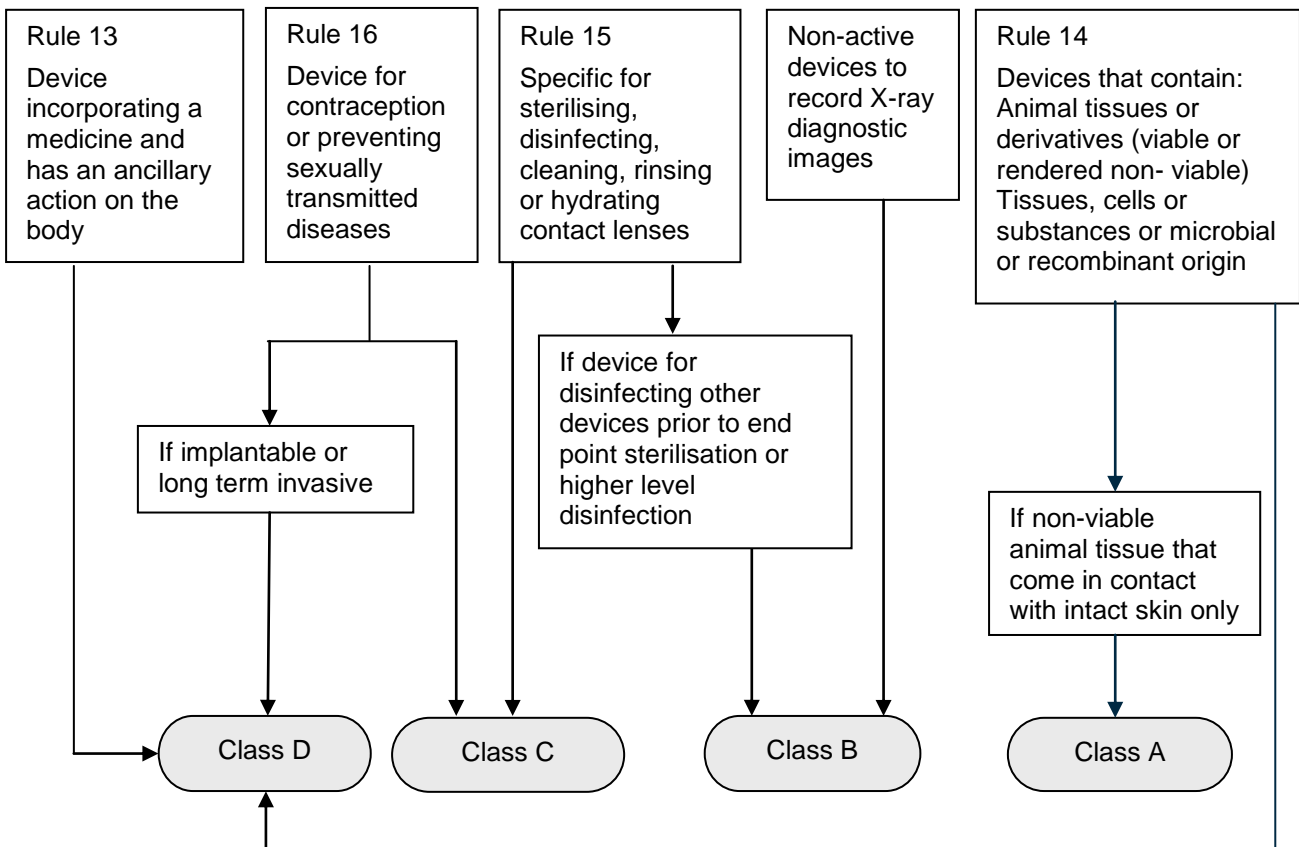 Rule 13
Device
incorporating a
medicine and
has an ancillary
action on the
body
Rule 16
Device for
contraception
or preventing
sexually
transmitted
diseases
Rule 15
Specific for
sterilising,
disinfecting,
cleaning, rinsing
or hydrating
contact lenses
Non-active
devices to
record X-ray
diagnostic
images
Rule 14
Devices that contain:
Animal tissues or
derivatives (viable or
rendered non- viable)
Tissues, cells or
substances or microbial
or recombinant origin
If implantable or
long term invasive
If device for
disinfecting other
devices prior to end
point sterilisation or
higher level
disinfection
If non-viable
animal tissue that
come in contact
with intact skin only
Class D
Class C
Class B
Class A